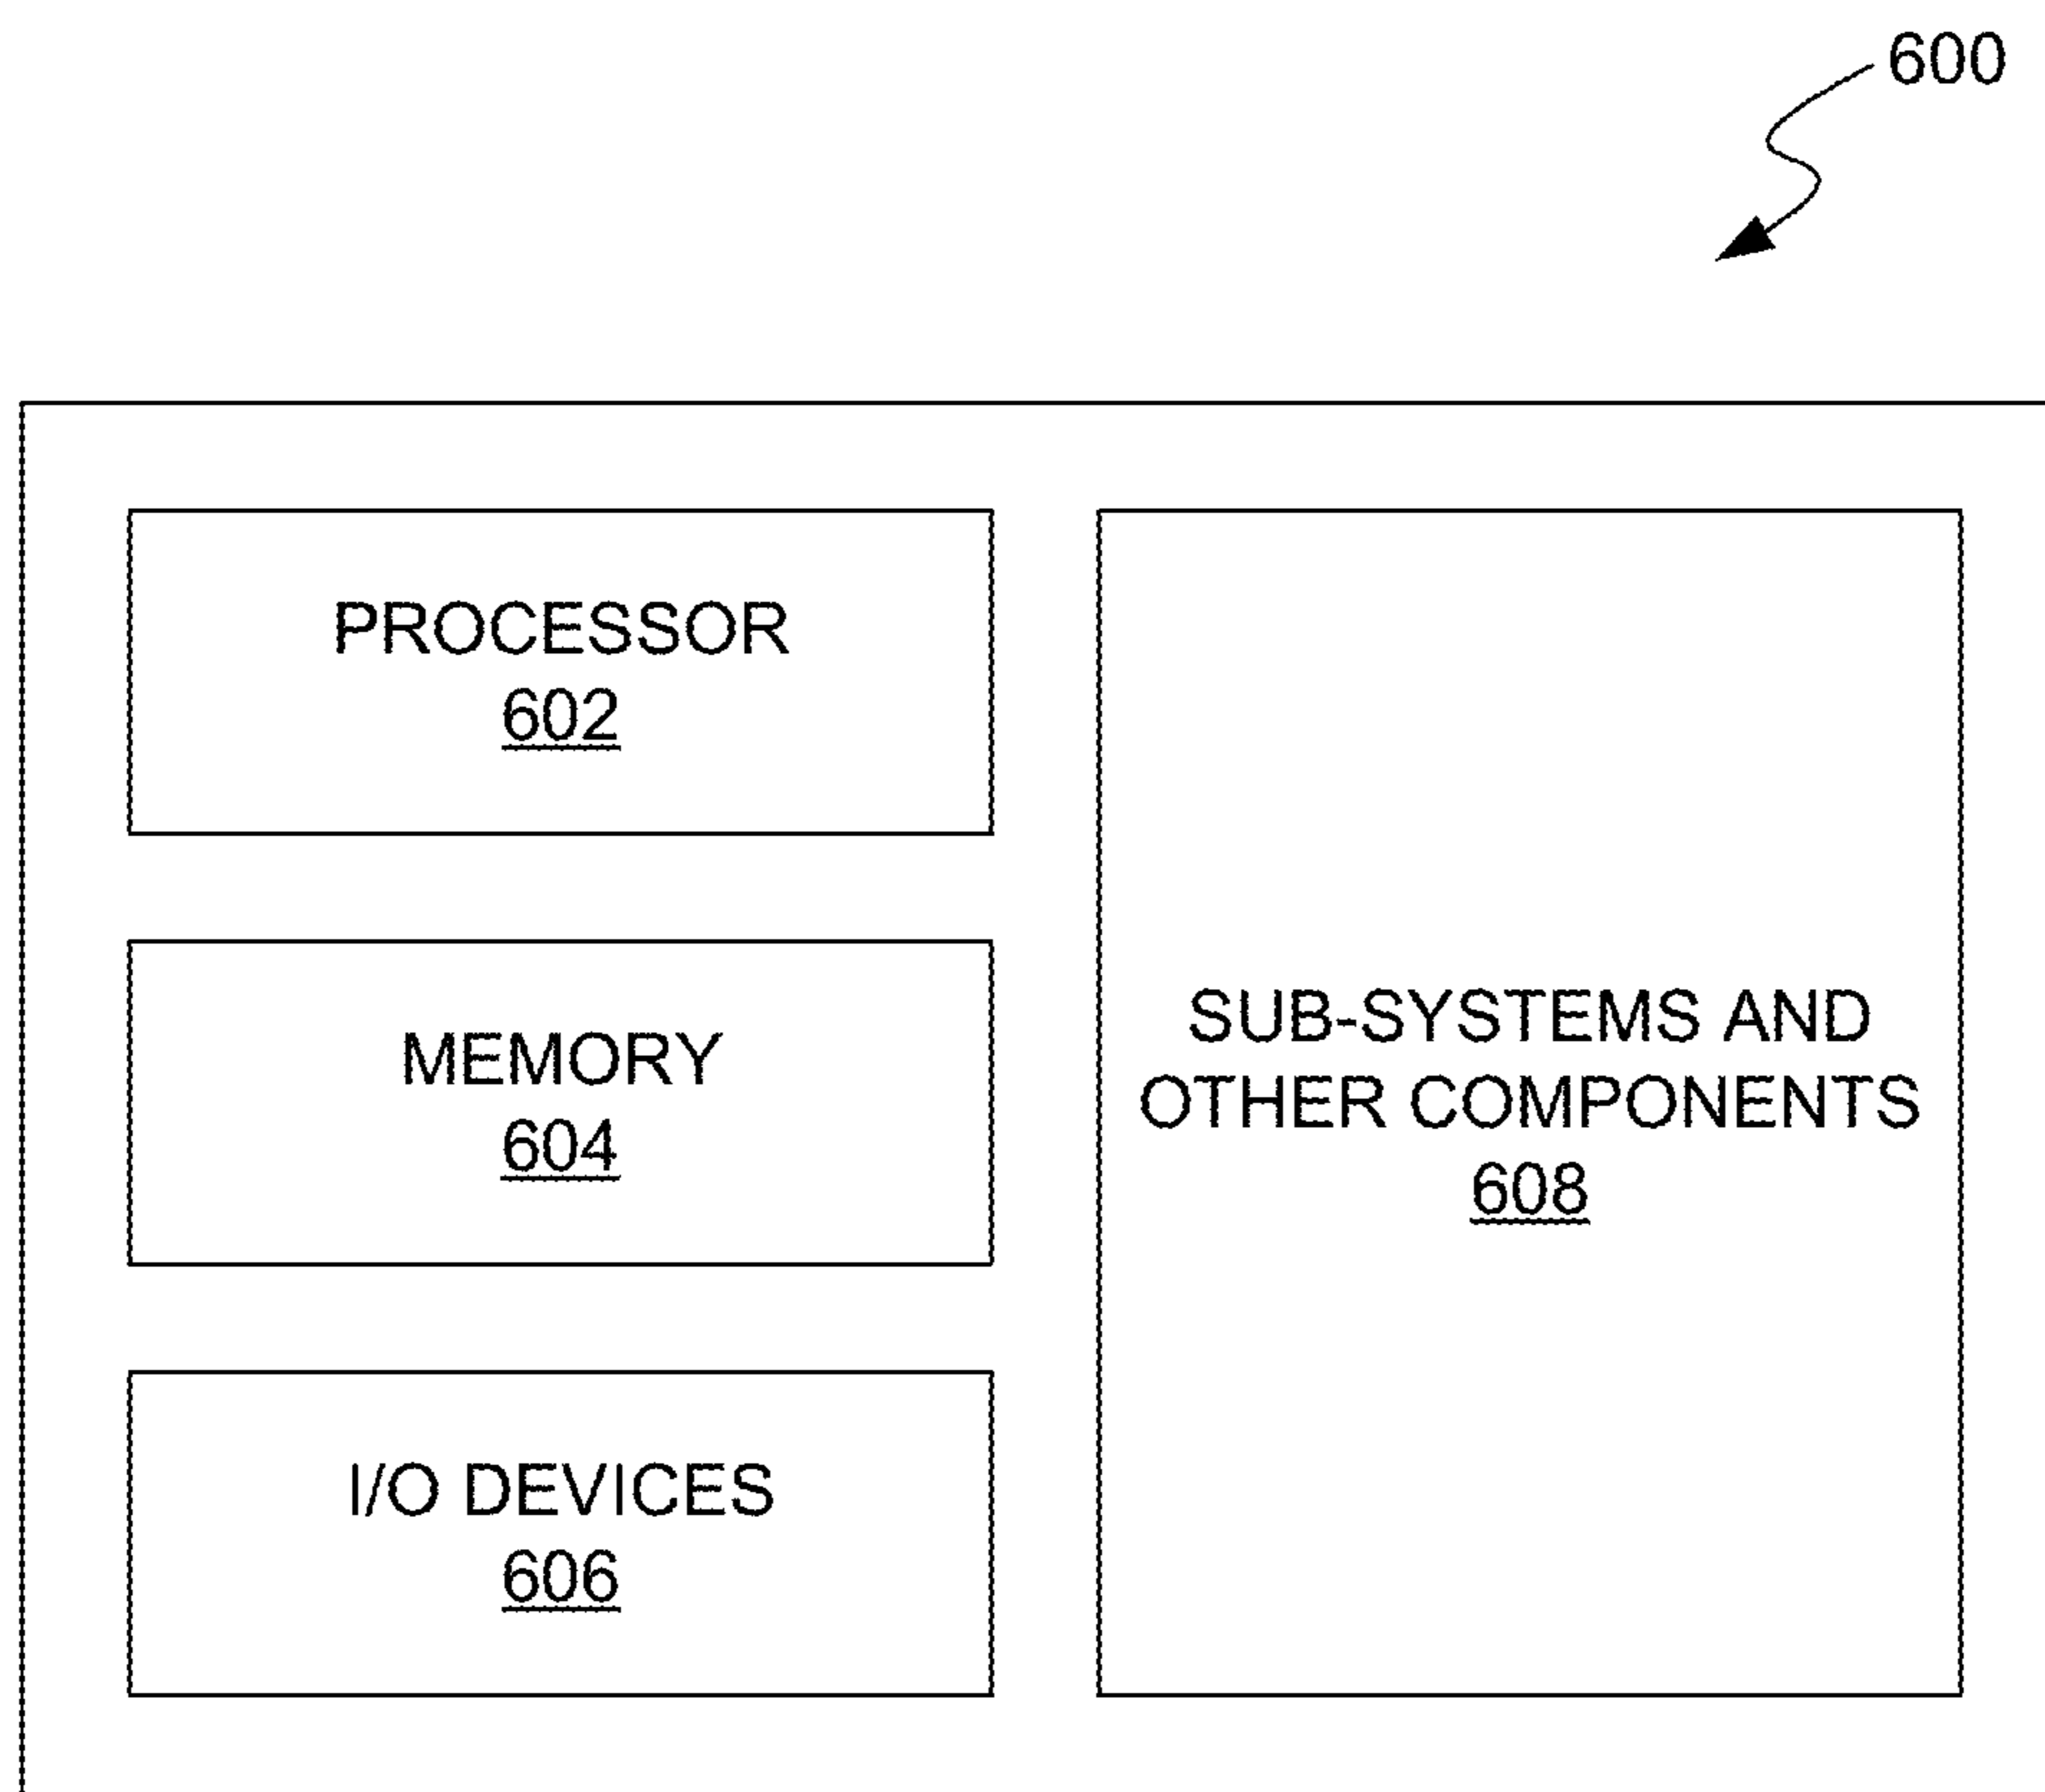 600
PROCESSOR
602
MEMORY
604
I/O DEVICES
606
SUB-SYSTEMS AND
OTHER COMPONENTS
608